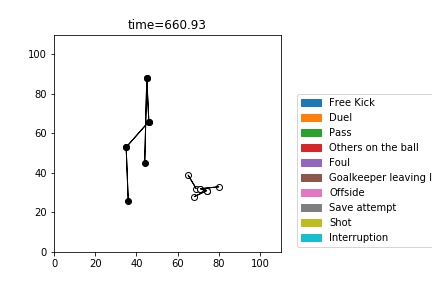 time=660.93
100
80
60
40
20
0
0 20 40 60 80 100
Free Kick
Duel
Pass
Others on the ball
Foul
Goalkeeper leaving l
Offside
Save attempt
Shot
Interruption